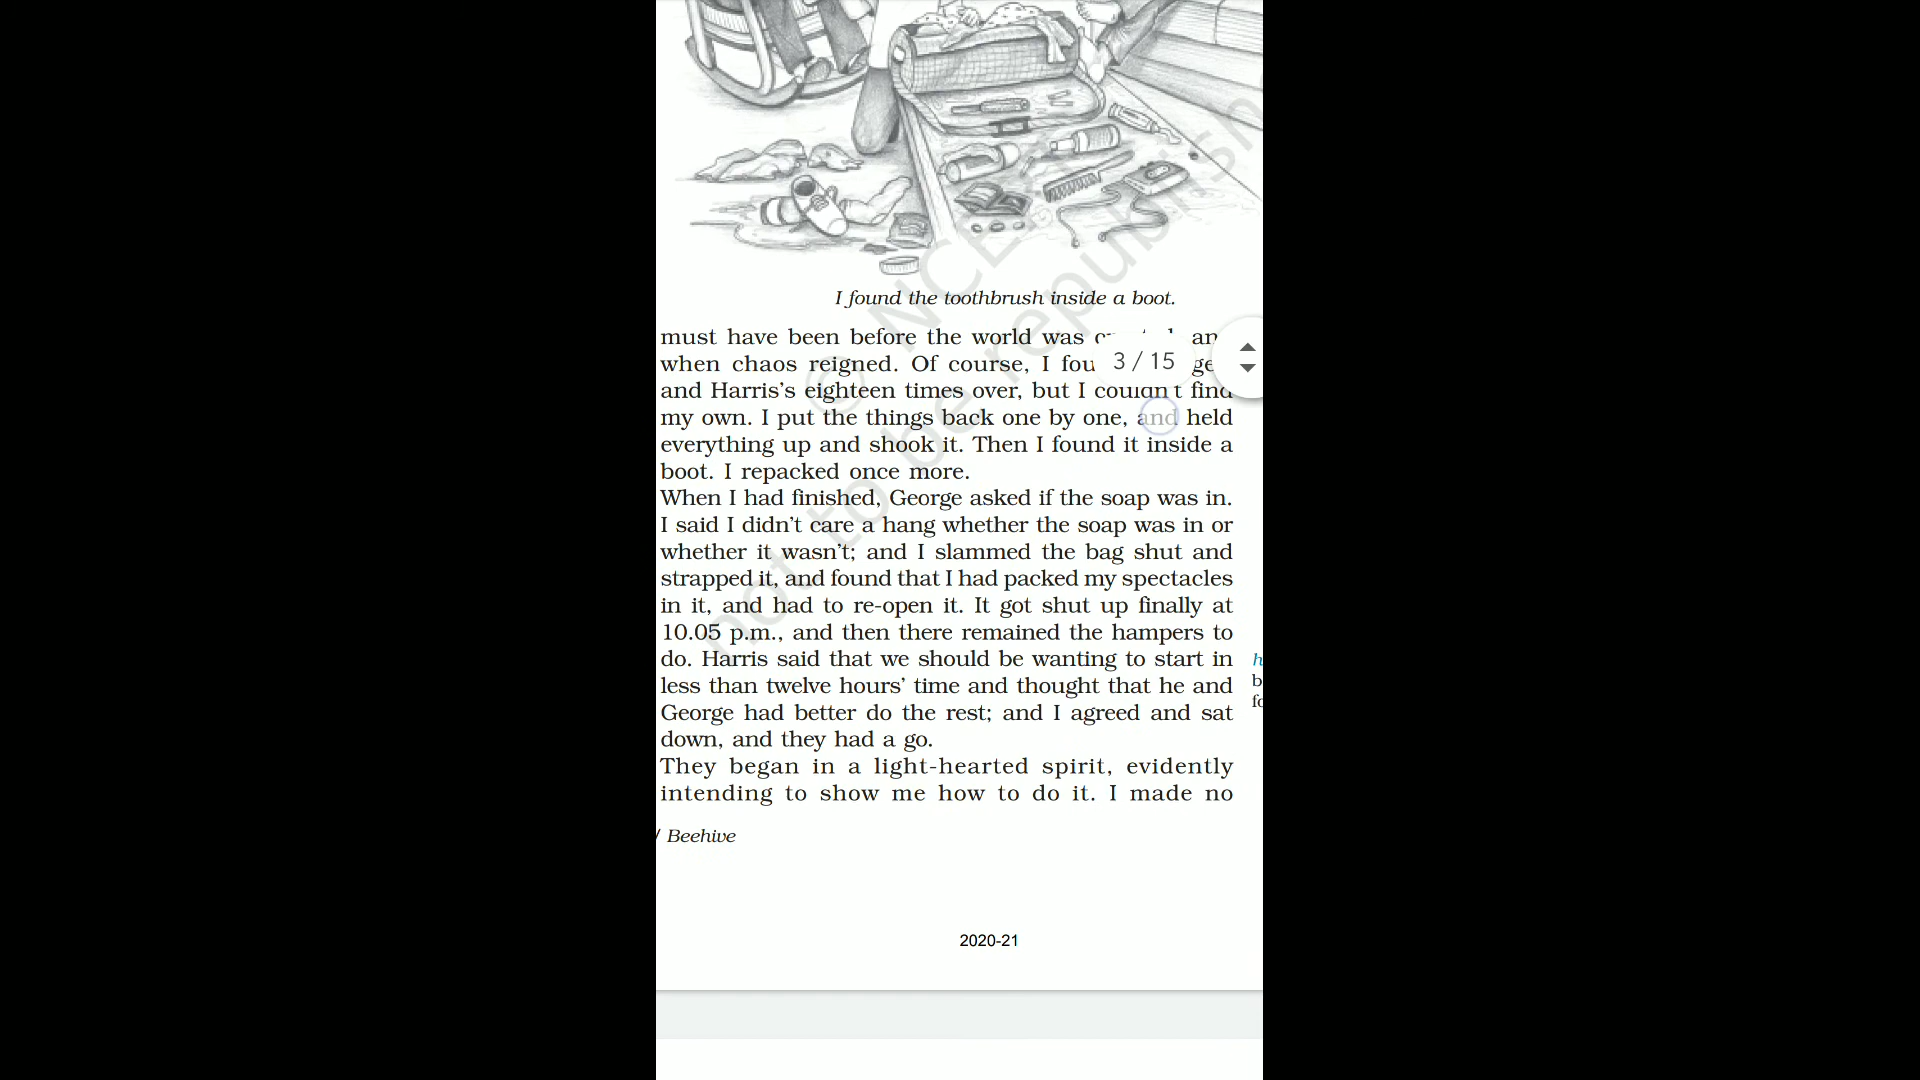 I found the toothbrush inside a boot.
must have been before the world was
when chaos reigned. Of course, I
3 / 15
and Harris's eighteen times over, but I couldn't find
my own. I put the things back one by one, and held
everything up and shook it. Then I found it inside a
boot. I repacked once more.
When I had finished, George asked if the soap was in.
I said I didn't care a hang whether the soap was in or
whether it wasn't; and I slammed the bag shut and
strapped it, and found that I had packed my spectacles
in it, and had to re-open it. It got shut up finally at
10.05 p.m., and then there remained the hampers to
do. Harris said that we should be wanting to start in
less than twelve hours' time and thought that he and
George had better do the rest; and I agreed and sat
down, and they had a go.
They began in a light-hearted spirit, evidently
intending to show me how to do it. I made no
/ Beehive
2020-21
© NCE
not to be republish